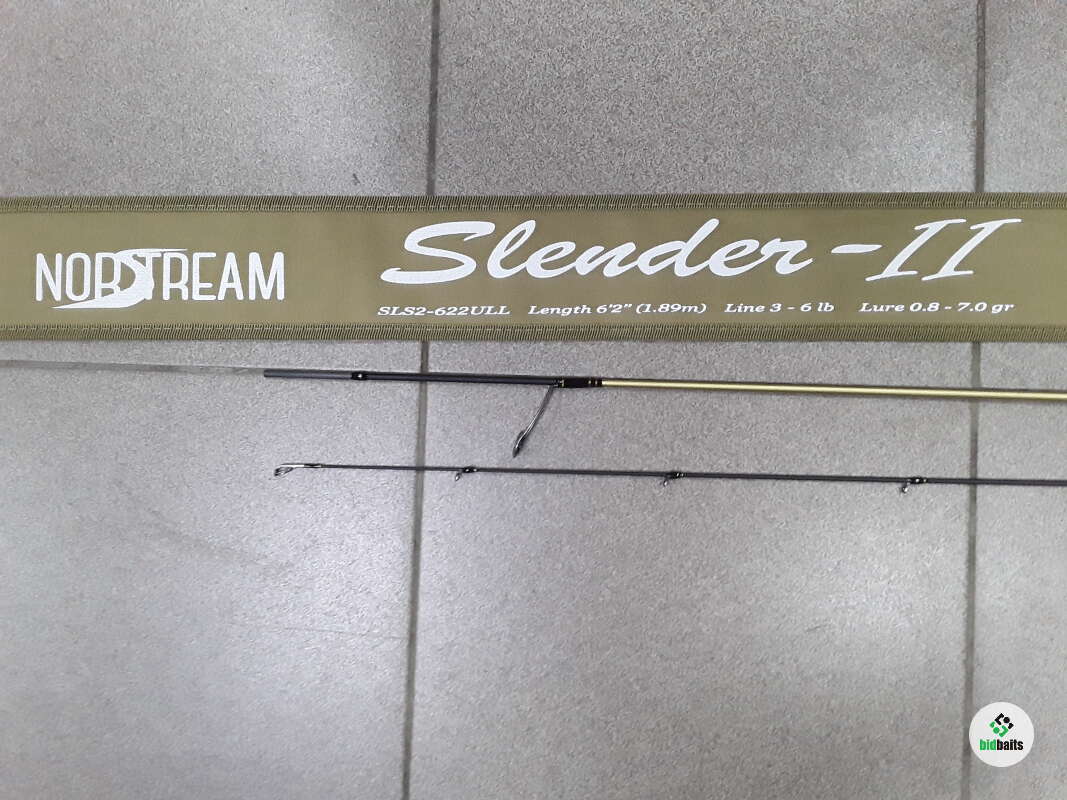 NORSTREAM
Slender-II
SLS2-622ULL Length 6'2" (1.89m) Line 3 - 6 lb Lure 0.8 - 7.0 gr
bidbaits